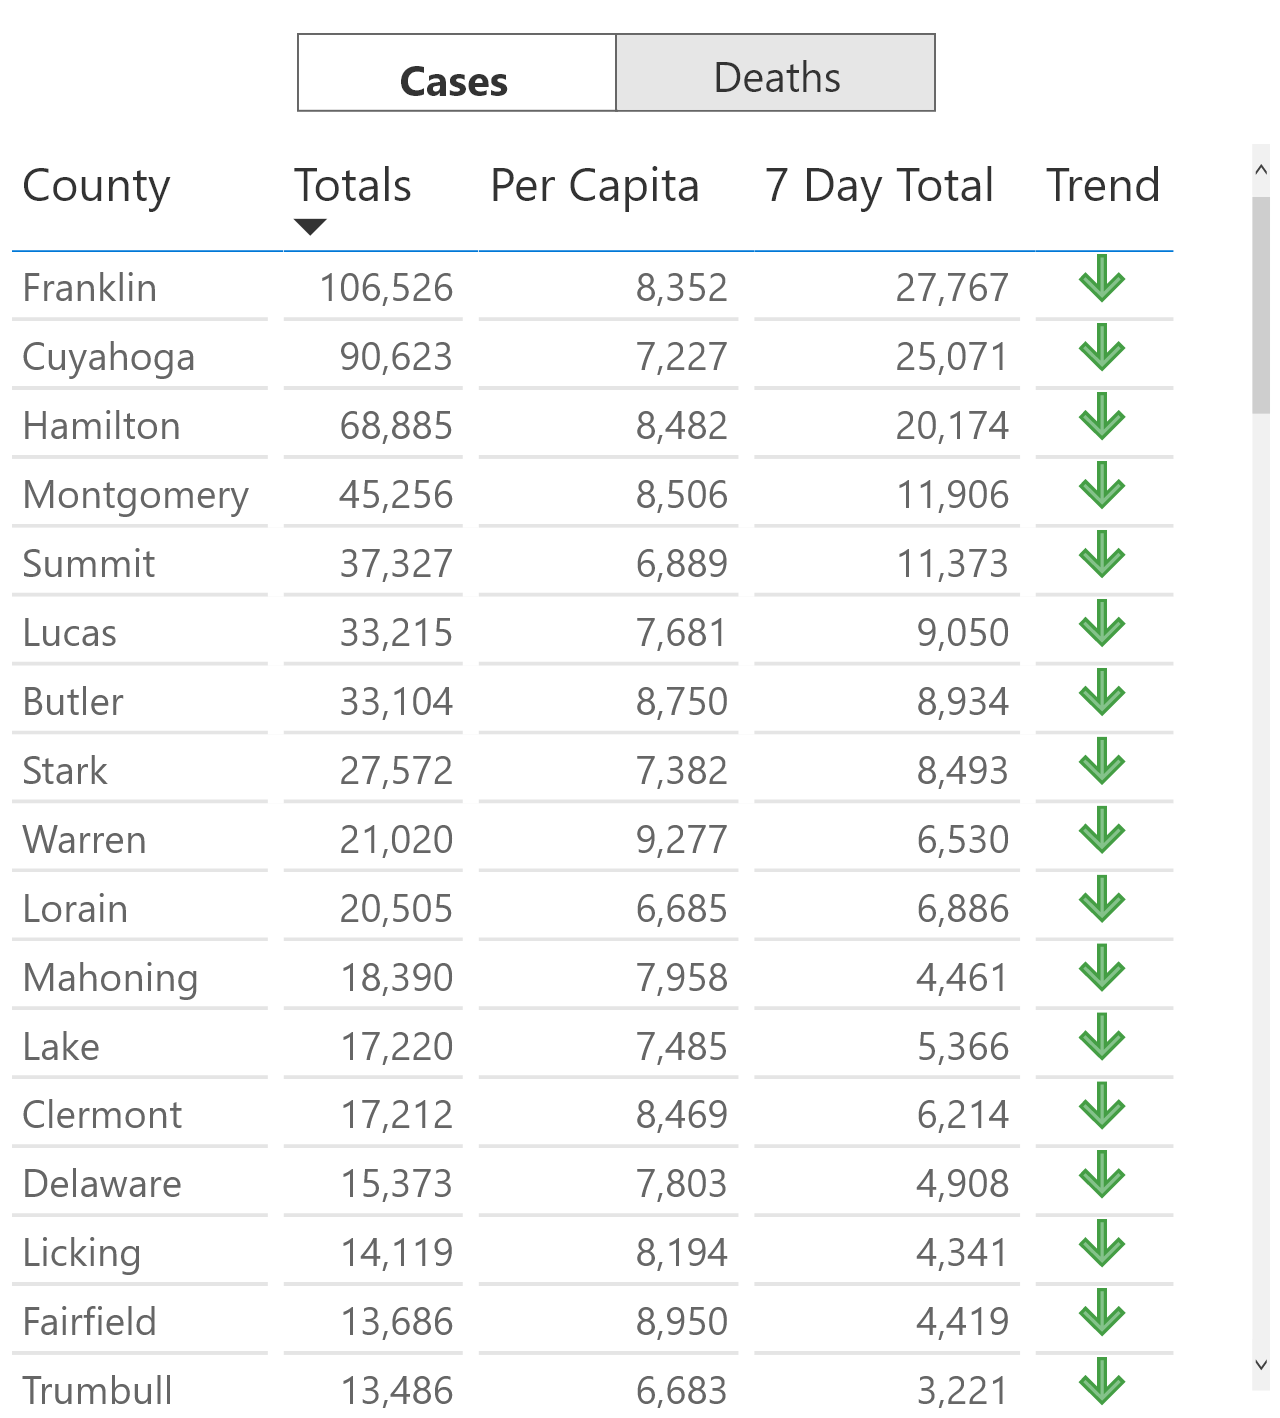 Cases Deaths
County Totals Per Capita 7 Day Total Trend
Franklin 106,526 8,352 27,767
Cuyahoga 90,623 7,227 25,071
Hamilton 68,885 8,482 20,174
Montgomery 45,256 8,506 11,906
Summit 37,327 6,889 11,373
Lucas 33,215 7,681 9,050
Butler 33,104 8,750 8,934
Stark 27,572 7,382 8,493
Warren 21,020 9,277 6,530
Lorain 20,505 6,685 6,886
Mahoning 18,390 7,958 4,461
Lake 17,220 7,485 5,366
Clermont 17,212 8,469 6,214
Delaware 15,373 7,803 4,908
Licking 14,119 8,194 4,341
Fairfield 13,686 8,950 4,419
Trumbull 13,486 6,683 3,221